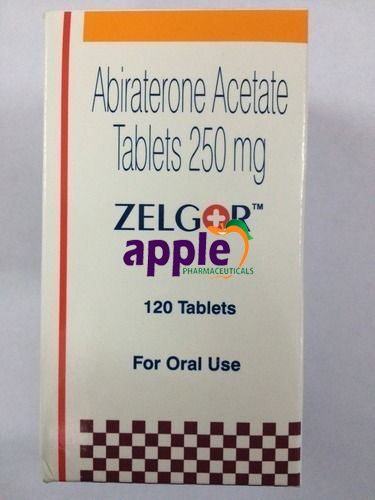 Abiraterone Acetate
Tablets 250 mg
ZELGOR™
apple
PHARMACEUTICALS
120 Tablets
For Oral Use